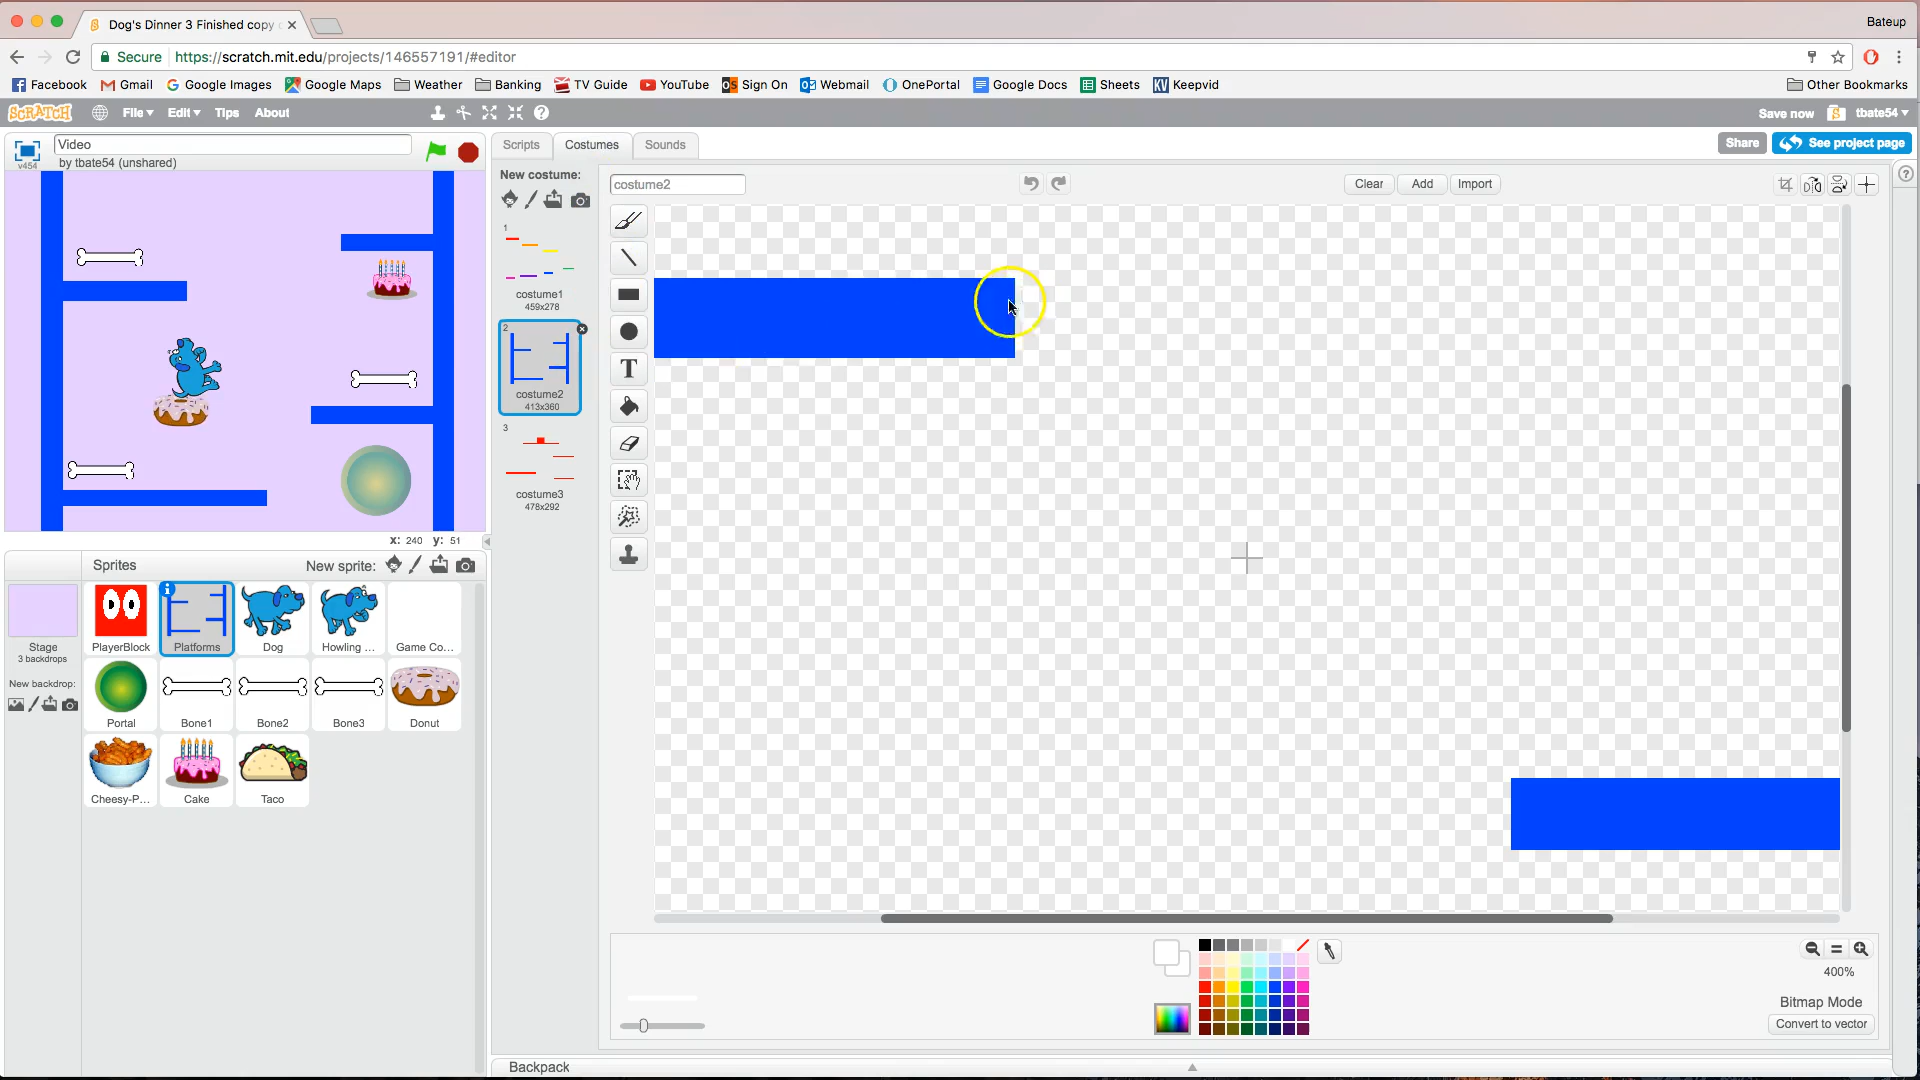 Dog's Dinner 3 Finished copy
Bateup
Secure https://scratch.mit.edu/projects/146557191/#editor
Facebook Gmail Google Images Google Maps Weather Banking TV Guide YouTube Sign On Webmail OnePortal Google Docs Sheets Keepvid Other Bookmarks
SCRATCH File Edit Tips About Save now tbate54
Video
by tbate54 (unshared)
v454
Scripts Costumes Sounds
Share See project page
New costume:
costume2
Clear Add Import
1
costume1
459x278
2
costume2
413x360
3
costume3
478x292
T
x: 240 y: 51
Sprites New sprite:
Stage
3 backdrops
New backdrop:
PlayerBlock Platforms Dog Howling ... Game Co...
Portal Bone1 Bone2 Bone3 Donut
Cheesy-P... Cake Taco
400%
Bitmap Mode
Convert to vector
Backpack